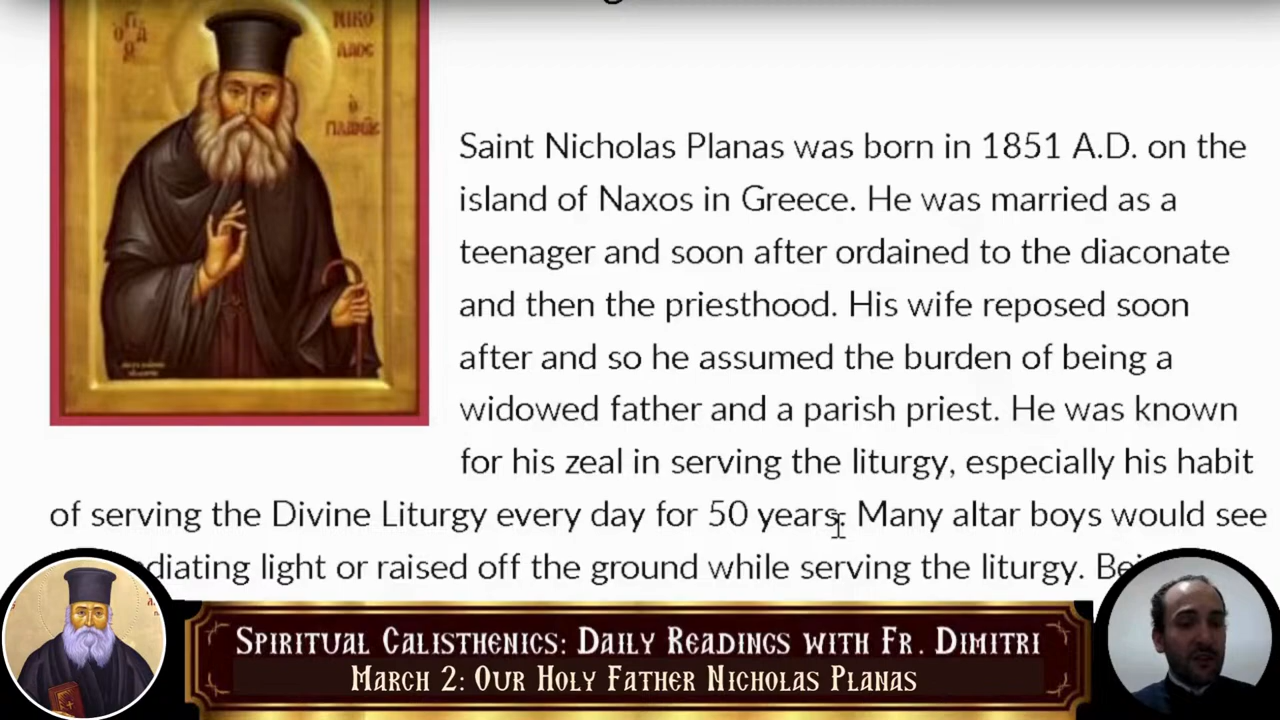 Ο ΑΓΙΟΣ
ΝΙΚΟ
ΛΑΟΣ
ὁ
ΠΛΑΝᾶς
Saint Nicholas Planas was born in 1851 A.D. on the
island of Naxos in Greece. He was married as a
teenager and soon after ordained to the diaconate
and then the priesthood. His wife reposed soon
after and so he assumed the burden of being a
widowed father and a parish priest. He was known
for his zeal in serving the liturgy, especially his habit
of serving the Divine Liturgy every day for 50 years. Many altar boys would see
light or raised off the ground while serving the liturgy.
Spiritual Calisthenics: Daily Readings with Fr. Dimitri
March 2: Our Holy Father Nicholas Planas